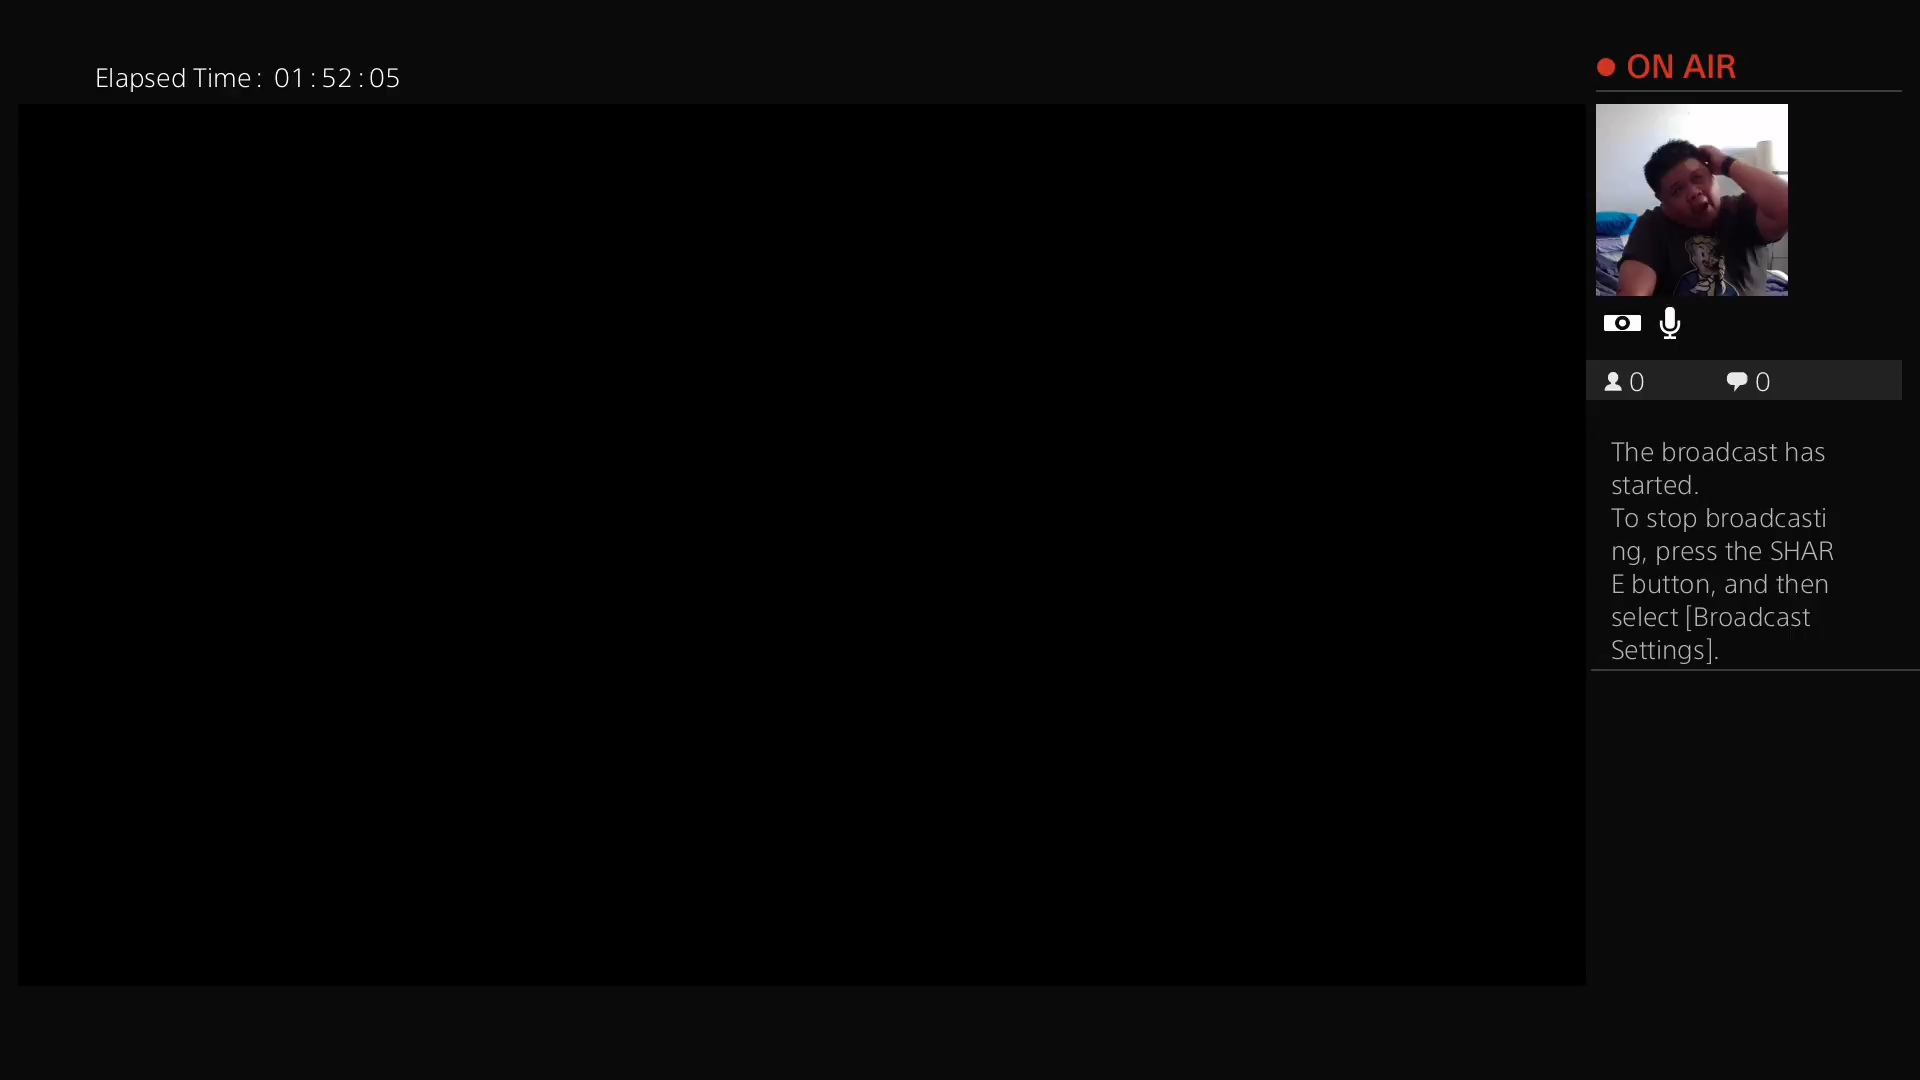 Elapsed Time: 01:52:05
ON AIR
0 0
The broadcast has
started.
To stop broadcasti
ng, press the SHAR
E button, and then
select [Broadcast
Settings].